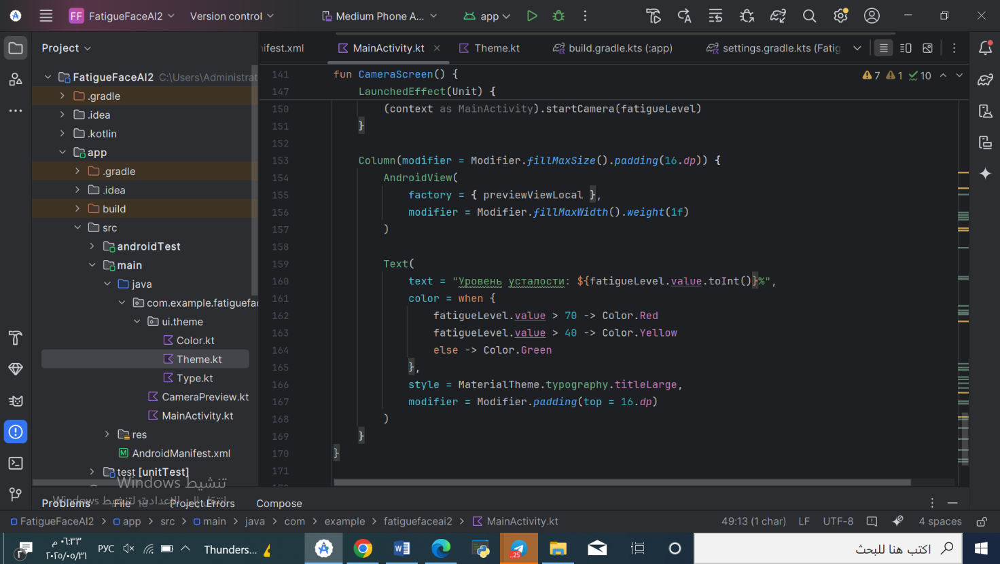 FF FatigueFaceAI2
Version control
Medium Phone A...
app
Project
ifest.xml
MainActivity.kt
Theme.kt
build.gradle.kts (:app)
settings.gradle.kts (Fatig
FatigueFaceAI2 C:\Users\Administrat
.gradle
.idea
.kotlin
app
.gradle
.idea
build
src
androidTest
main
java
com.example.fatiguefac
ui.theme
Color.kt
Theme.kt
Type.kt
CameraPreview.kt
MainActivity.kt
res
AndroidManifest.xml
test [unitTest]
7 1 10
141 fun CameraScreen() {
147 LaunchedEffect(Unit) {
150 (context as MainActivity).startCamera(fatigueLevel)
151 }
152
153 Column(modifier = Modifier.fillMaxSize().padding(16.dp)) {
154 AndroidView(
155 factory = { previewViewLocal },
156 modifier = Modifier.fillMaxWidth().weight(1f)
157 )
158
159 Text(
160 text = "Уровень усталости: ${fatigueLevel.value.toInt()}%",
161 color = when {
162 fatigueLevel.value > 70 -> Color.Red
163 fatigueLevel.value > 40 -> Color.Yellow
164 else -> Color.Green
165 },
166 style = MaterialTheme.typography.titleLarge,
167 modifier = Modifier.padding(top = 16.dp)
168 )
169 }
170 }
171
تنشيط Windows
انتقل إلى الإعدادات لتنشيط Windows
Problems File 18 Project Errors Compose
FatigueFaceAI2 > app > src > main > java > com > example > fatiguefaceai2 > MainActivity.kt
49:13 (1 char) LF UTF-8 4 spaces
٠٦:٣٣ م
٢٠٢٥/٠٥/٣١
٢
РУС
Thunders...
25
اكتب هنا للبحث